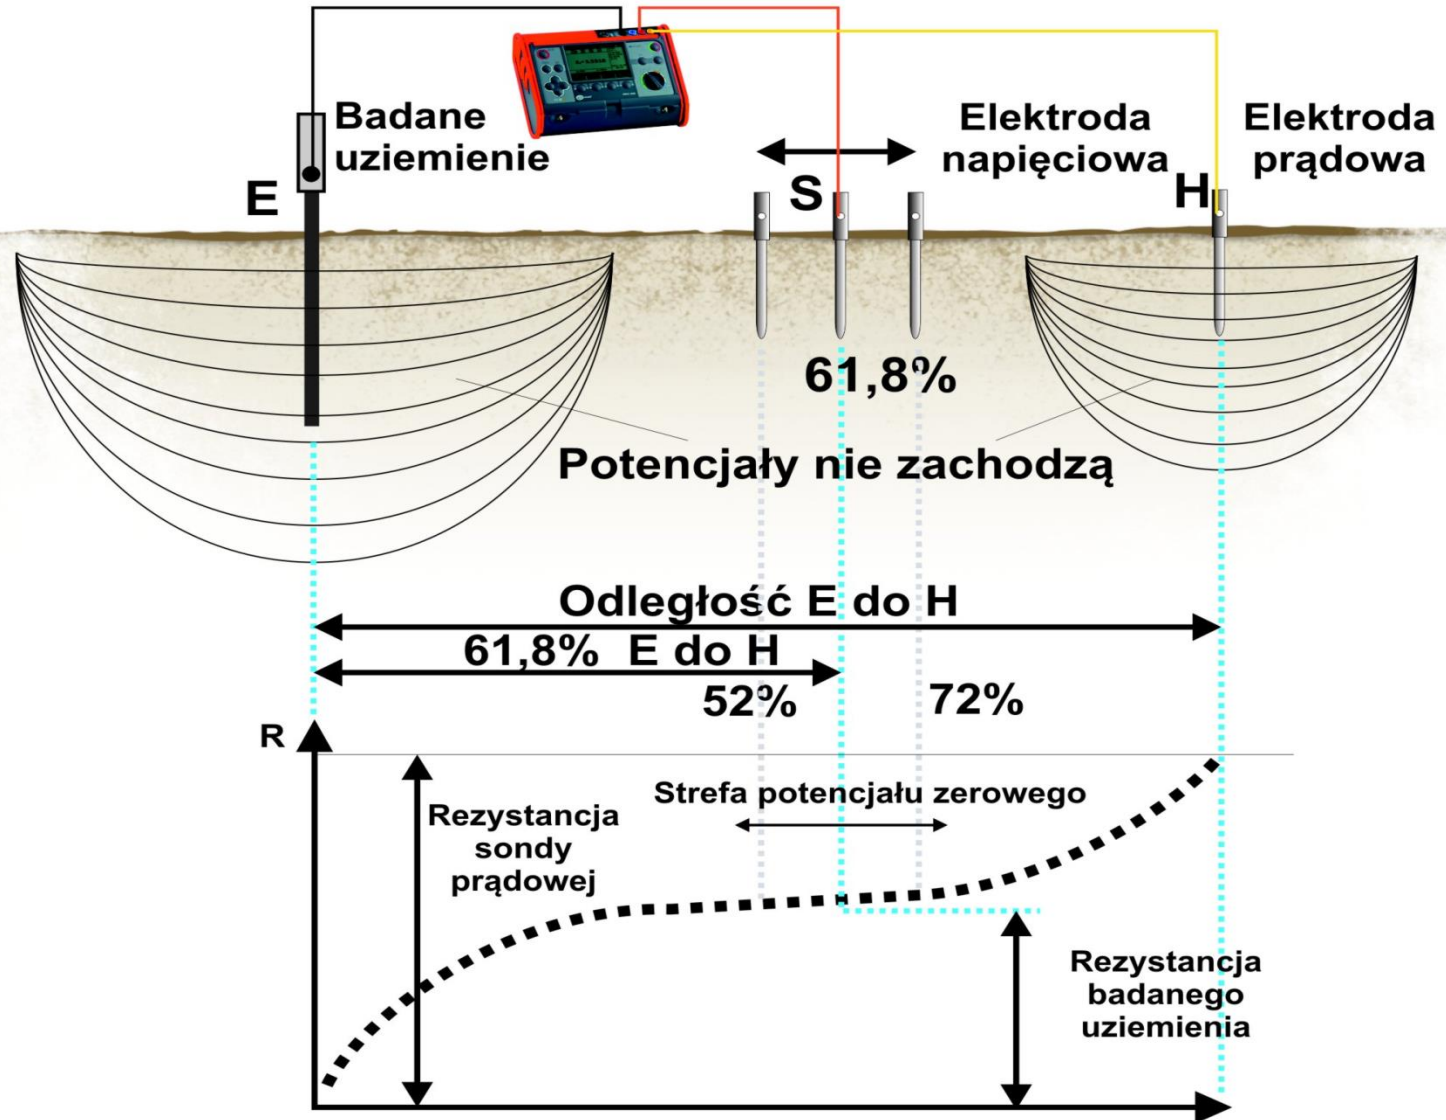 Badane
uziemienie
E
S
Elektroda
napięciowa
H
Elektroda
prądowa
61,8%
Potencjały nie zachodzą
Odległość E do H
61,8% E do H
52%
72%
R
Strefa potencjału zerowego
Rezystancja
sondy
prądowej
Rezystancja
badanego
uziemienia